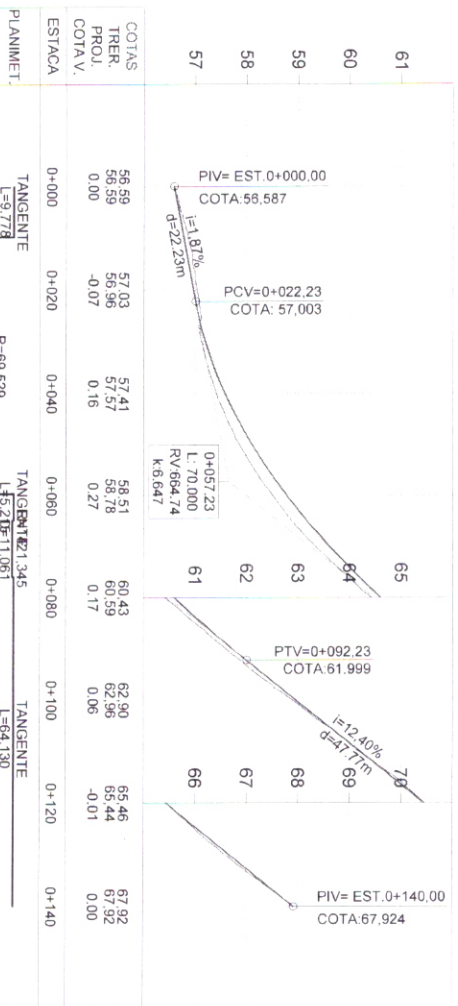 61
60
59
58
57
PIV= EST.0+000,00
COTA:56,587
i=1,87%
d=22.23m
PCV=0+022,23
COTA: 57,003
0+057.23
L: 70.000
RV:664.74
k:6.647
65
64
63
62
61
PTV=0+092,23
COTA:61.999
i=12.40%
d=47.77m
70
69
68
67
66
PIV= EST.0+140,00
COTA:67,924
COTAS
TRER. 56,59 57,03 57,41 58,51 60,43 62,90 65,46 67,92
PROJ. 56,59 56,96 57,57 58,78 60,59 62,96 65,44 67,92
COTA V. 0.00 -0.07 0.16 0.27 0.17 0.06 -0.01 0.00
ESTACA 0+000 0+020 0+040 0+060 0+080 0+100 0+120 0+140
PLANIMET.
TANGENTE
L=9,778
R=69,529
TANGENTE
TANGENTE
L=64,130